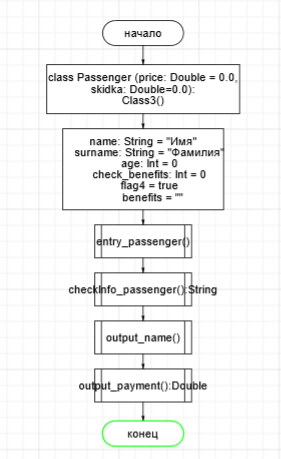 начало
class Passenger (price: Double = 0.0,
skidka: Double=0.0):
Class3()
name: String = "Имя"
surname: String = "Фамилия"
age: Int = 0
check_benefits: Int = 0
flag4 = true
benefits = ""
entry_passenger()
checkInfo_passenger():String
output_name()
output_payment():Double
конец